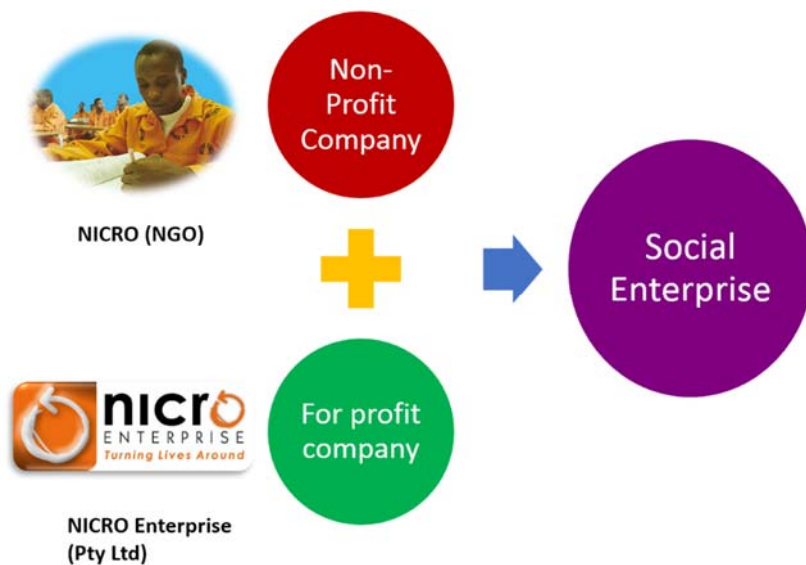 Non-
Profit
Company
NICRO (NGO)
Social
Enterprise
nicro
ENTERPRISE
Turning Lives Around
For profit
company
NICRO Enterprise
(Pty Ltd)